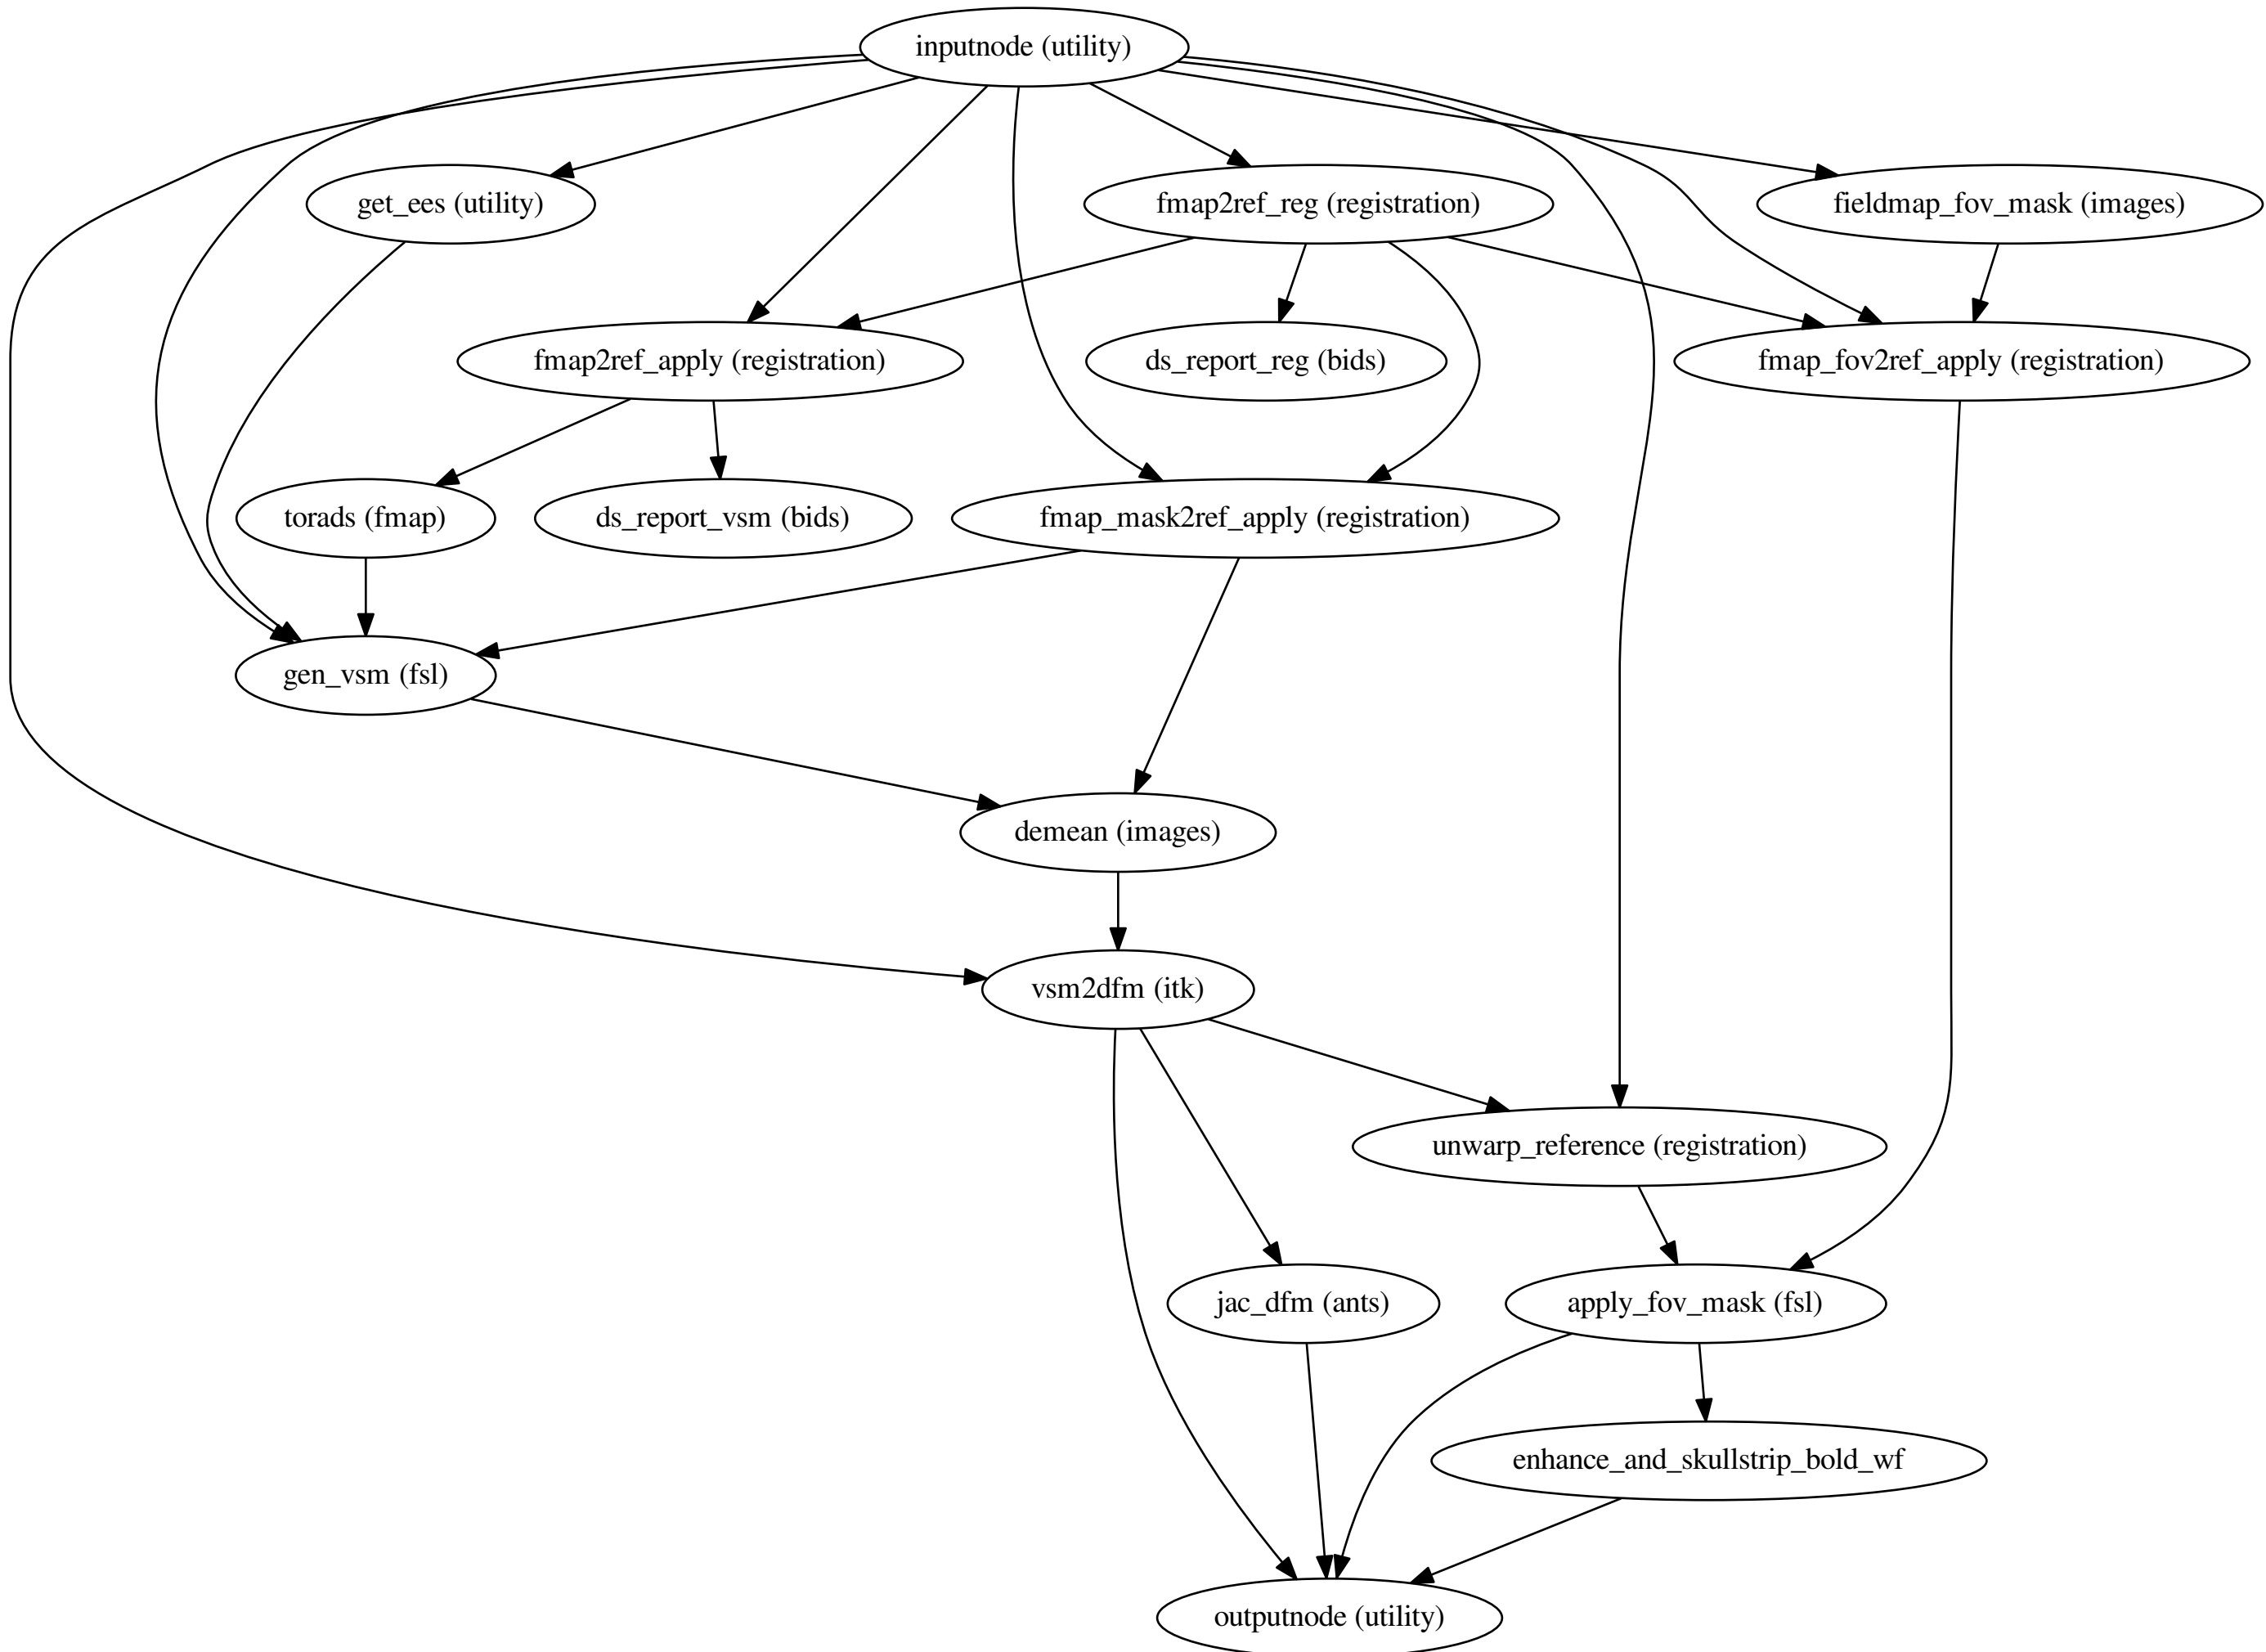 inputnode (utility)
get_ees (utility)
fmap2ref_reg (registration)
fieldmap_fov_mask (images)
fmap2ref_apply (registration)
ds_report_reg (bids)
fmap_fov2ref_apply (registration)
torads (fmap)
ds_report_vsm (bids)
fmap_mask2ref_apply (registration)
gen_vsm (fsl)
demean (images)
vsm2dfm (itk)
unwarp_reference (registration)
jac_dfm (ants)
apply_fov_mask (fsl)
enhance_and_skullstrip_bold_wf
outputnode (utility)